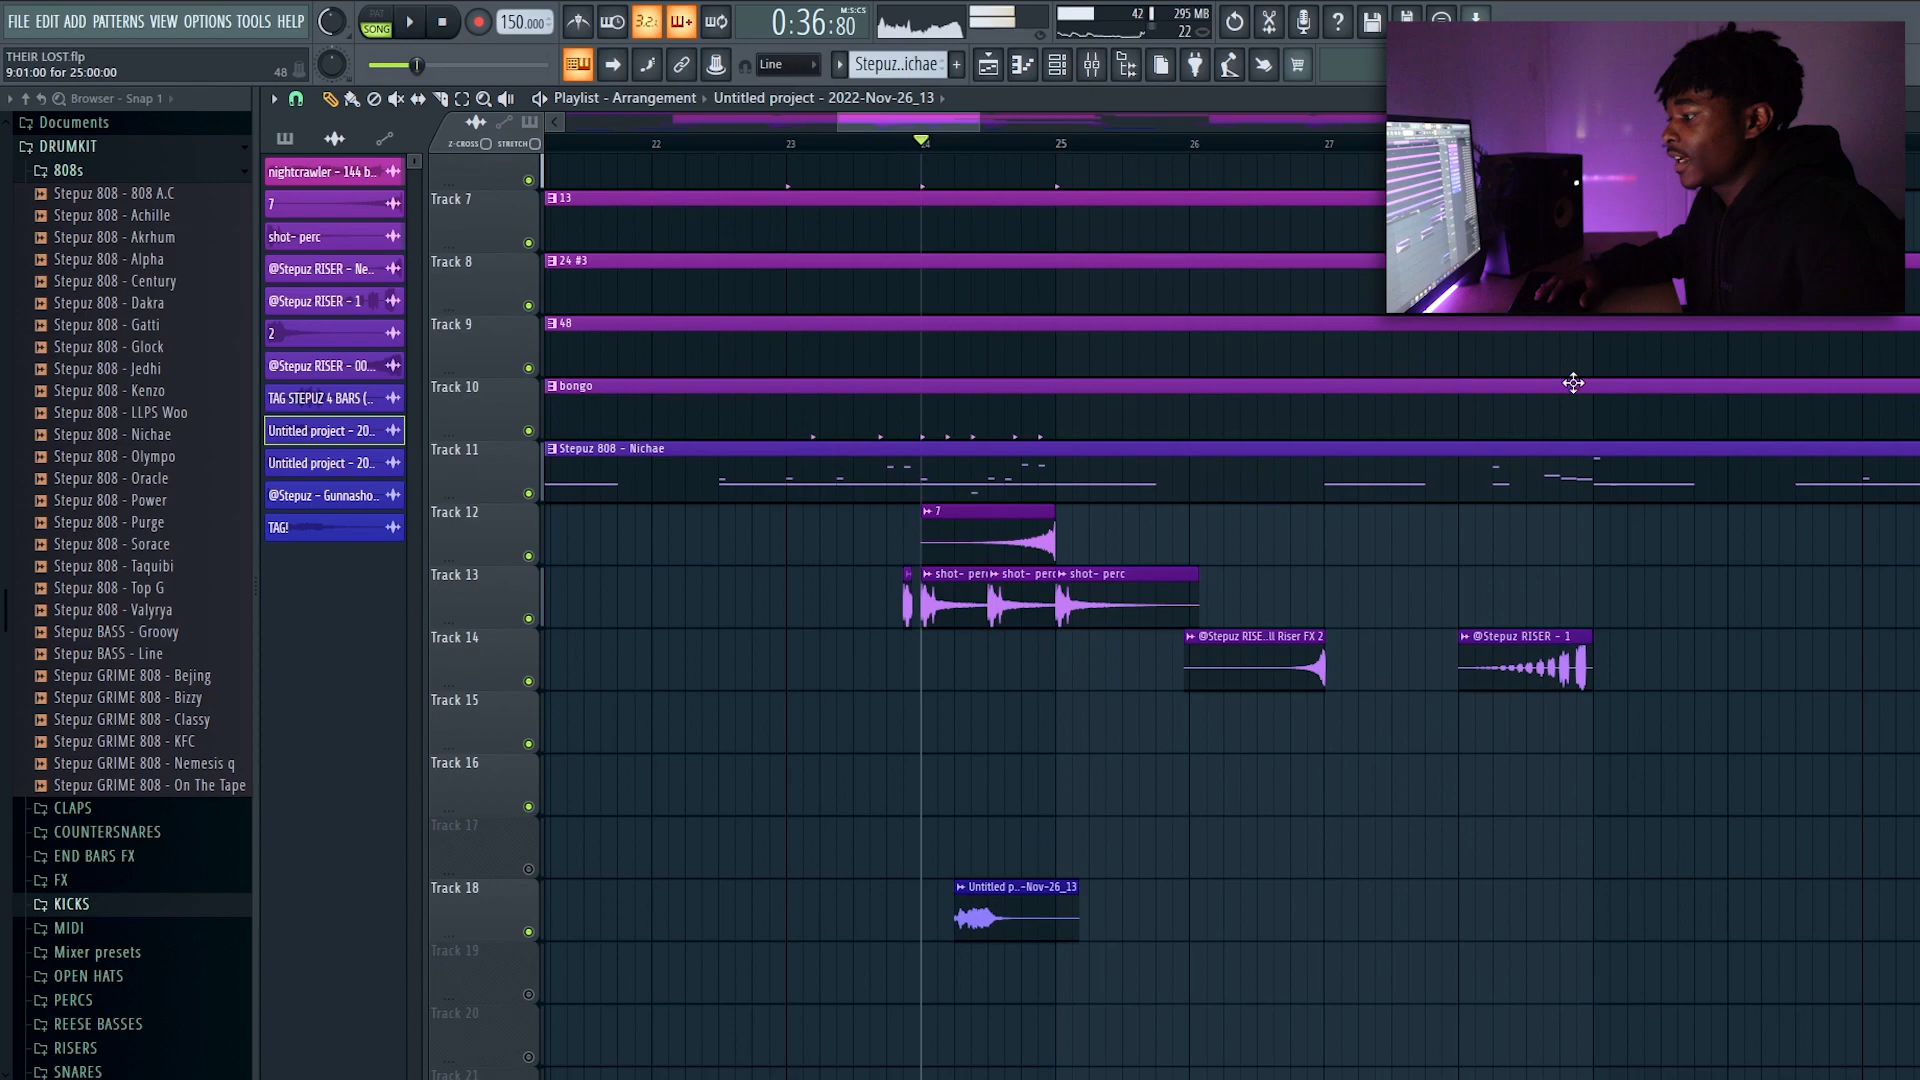 FILE EDIT ADD PATTERNS VIEW OPTIONS TOOLS HELP
PAT
SONG
150.000
3.2.
0:36:80
M:S:CS
42
295 MB
22
THEIR LOST.flp
9:01:00 for 25:00:00
48
Line
Stepuz..ichae
Browser - Snap 1
Playlist - Arrangement › Untitled project - 2022-Nov-26_13
Documents
DRUMKIT
808s
Stepuz 808 - 808 A.C
Stepuz 808 - Achille
Stepuz 808 - Akrhum
Stepuz 808 - Alpha
Stepuz 808 - Century
Stepuz 808 - Dakra
Stepuz 808 - Gatti
Stepuz 808 - Glock
Stepuz 808 - Jedhi
Stepuz 808 - Kenzo
Stepuz 808 - LLPS Woo
Stepuz 808 - Nichae
Stepuz 808 - Olympo
Stepuz 808 - Oracle
Stepuz 808 - Power
Stepuz 808 - Purge
Stepuz 808 - Sorace
Stepuz 808 - Taquibi
Stepuz 808 - Top G
Stepuz 808 - Valyrya
Stepuz BASS - Groovy
Stepuz BASS - Line
Stepuz GRIME 808 - Bejing
Stepuz GRIME 808 - Bizzy
Stepuz GRIME 808 - Classy
Stepuz GRIME 808 - KFC
Stepuz GRIME 808 - Nemesis q
Stepuz GRIME 808 - On The Tape
CLAPS
COUNTERSNARES
END BARS FX
FX
KICKS
MIDI
Mixer presets
OPEN HATS
PERCS
REESE BASSES
RISERS
SNARES
nightcrawler - 144 b..
7
shot- perc
@Stepuz RISER - Ne..
@Stepuz RISER - 1
2
@Stepuz RISER - 00...
TAG STEPUZ 4 BARS (..
Untitled project - 20..
Untitled project - 20..
@Stepuz - Gunnasho..
TAG!
Z-CROSS
STRETCH
22
23
24
25
26
27
Track 7
13
Track 8
24 #3
Track 9
48
Track 10
bongo
Track 11
Stepuz 808 - Nichae
Track 12
7
Track 13
shot- perc
shot- perc
shot- perc
Track 14
@Stepuz RISE..ll Riser FX 2
@Stepuz RISER - 1
Track 15
Track 16
Track 17
Track 18
Untitled p..-Nov-26_13
Track 19
Track 20
Track 21